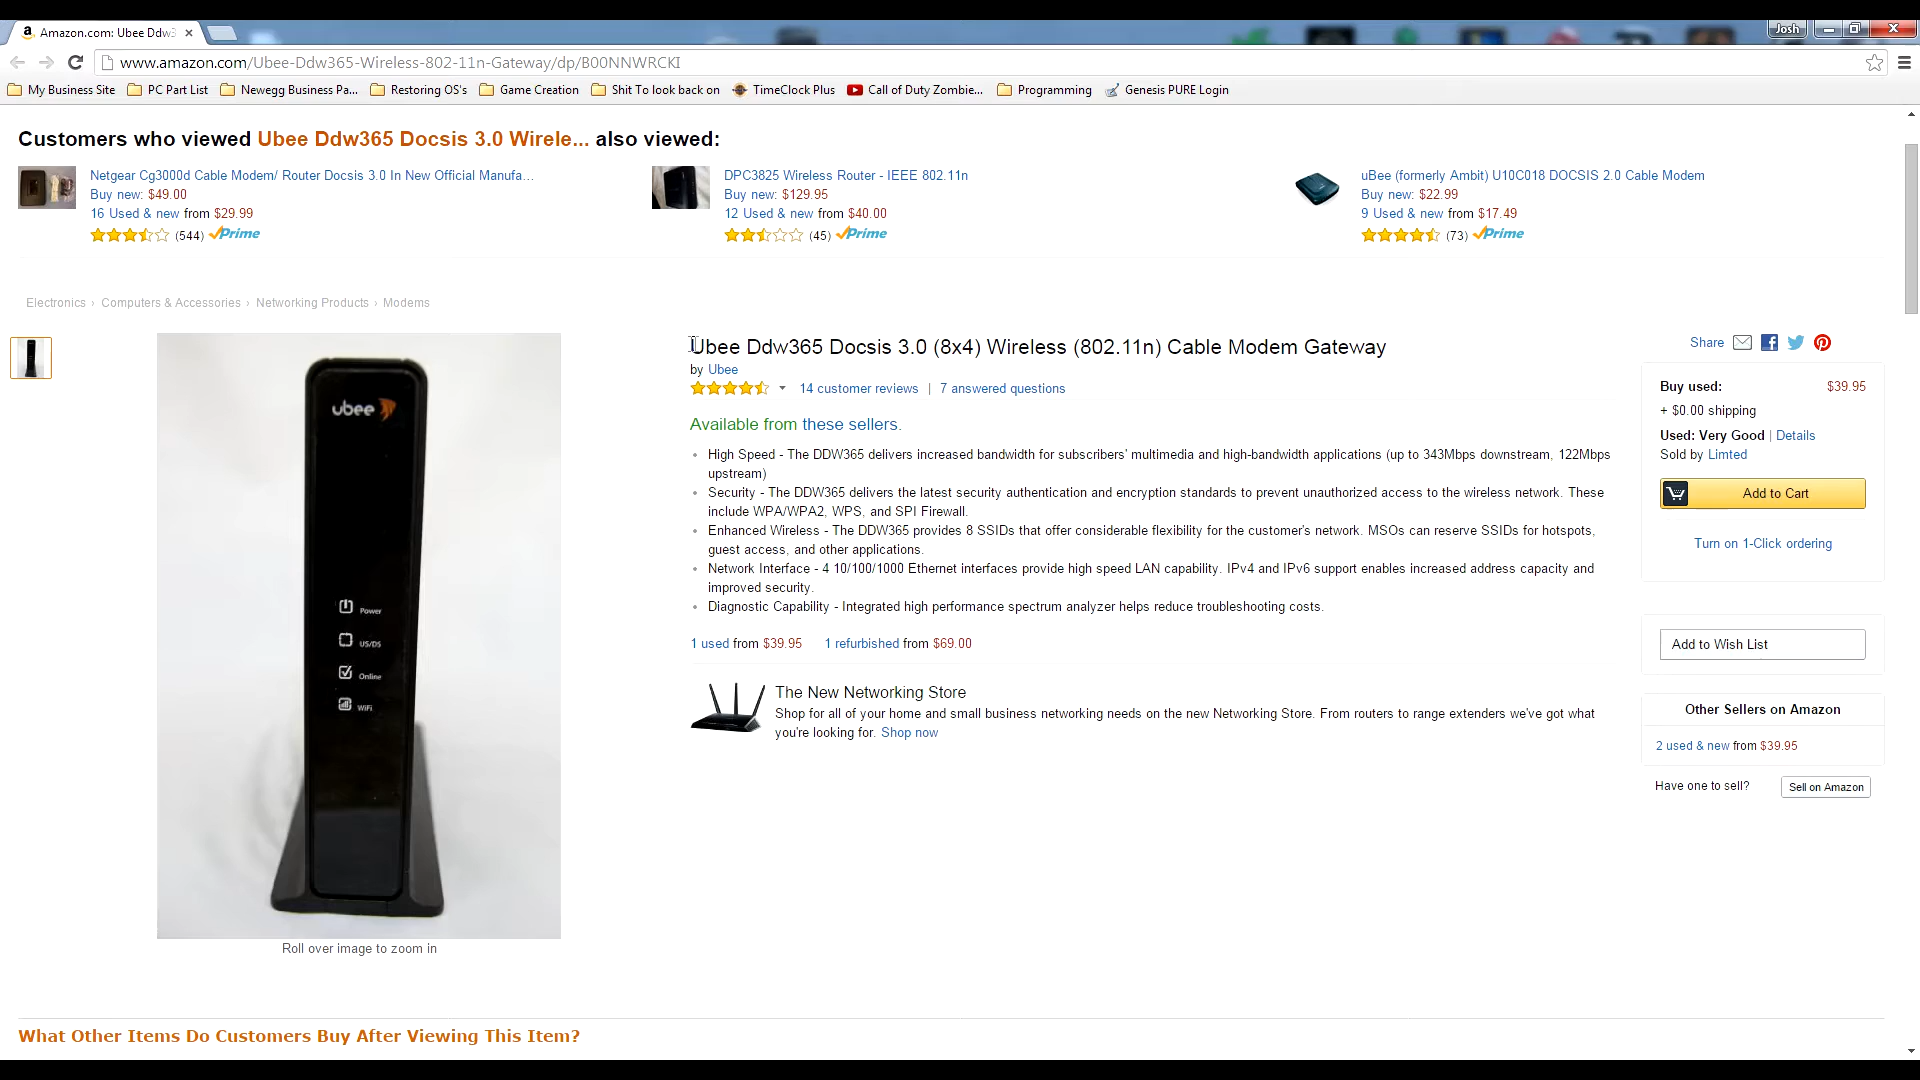 Amazon.com: Ubee Ddw3
Josh
www.amazon.com/Ubee-Ddw365-Wireless-802-11n-Gateway/dp/B00NNWRCKI
My Business Site PC Part List Newegg Business Pa... Restoring OS's Game Creation Shit To look back on TimeClock Plus Call of Duty Zombie... Programming Genesis PURE Login
Customers who viewed Ubee Ddw365 Docsis 3.0 Wirele... also viewed:
Netgear Cg3000d Cable Modem/ Router Docsis 3.0 In New Official Manufa...
Buy new: $49.00
16 Used & new from $29.99
(544) Prime
DPC3825 Wireless Router - IEEE 802.11n
Buy new: $129.95
12 Used & new from $40.00
(45) Prime
uBee (formerly Ambit) U10C018 DOCSIS 2.0 Cable Modem
Buy new: $22.99
9 Used & new from $17.49
(73) Prime
Electronics › Computers & Accessories › Networking Products › Modems
ubee
Power
US/DS
Online
WiFi
Roll over image to zoom in
Ubee Ddw365 Docsis 3.0 (8x4) Wireless (802.11n) Cable Modem Gateway
by Ubee
14 customer reviews | 7 answered questions
Available from these sellers.
• High Speed - The DDW365 delivers increased bandwidth for subscribers' multimedia and high-bandwidth applications (up to 343Mbps downstream, 122Mbps
upstream)
• Security - The DDW365 delivers the latest security authentication and encryption standards to prevent unauthorized access to the wireless network. These
include WPA/WPA2, WPS, and SPI Firewall.
• Enhanced Wireless - The DDW365 provides 8 SSIDs that offer considerable flexibility for the customer's network. MSOs can reserve SSIDs for hotspots,
guest access, and other applications.
• Network Interface - 4 10/100/1000 Ethernet interfaces provide high speed LAN capability. IPv4 and IPv6 support enables increased address capacity and
improved security.
• Diagnostic Capability - Integrated high performance spectrum analyzer helps reduce troubleshooting costs.
1 used from $39.95 1 refurbished from $69.00
The New Networking Store
Shop for all of your home and small business networking needs on the new Networking Store. From routers to range extenders we've got what
you're looking for. Shop now
Share
Buy used: $39.95
+ $0.00 shipping
Used: Very Good | Details
Sold by Limted
Add to Cart
Turn on 1-Click ordering
Add to Wish List
Other Sellers on Amazon
2 used & new from $39.95
Have one to sell? Sell on Amazon
What Other Items Do Customers Buy After Viewing This Item?